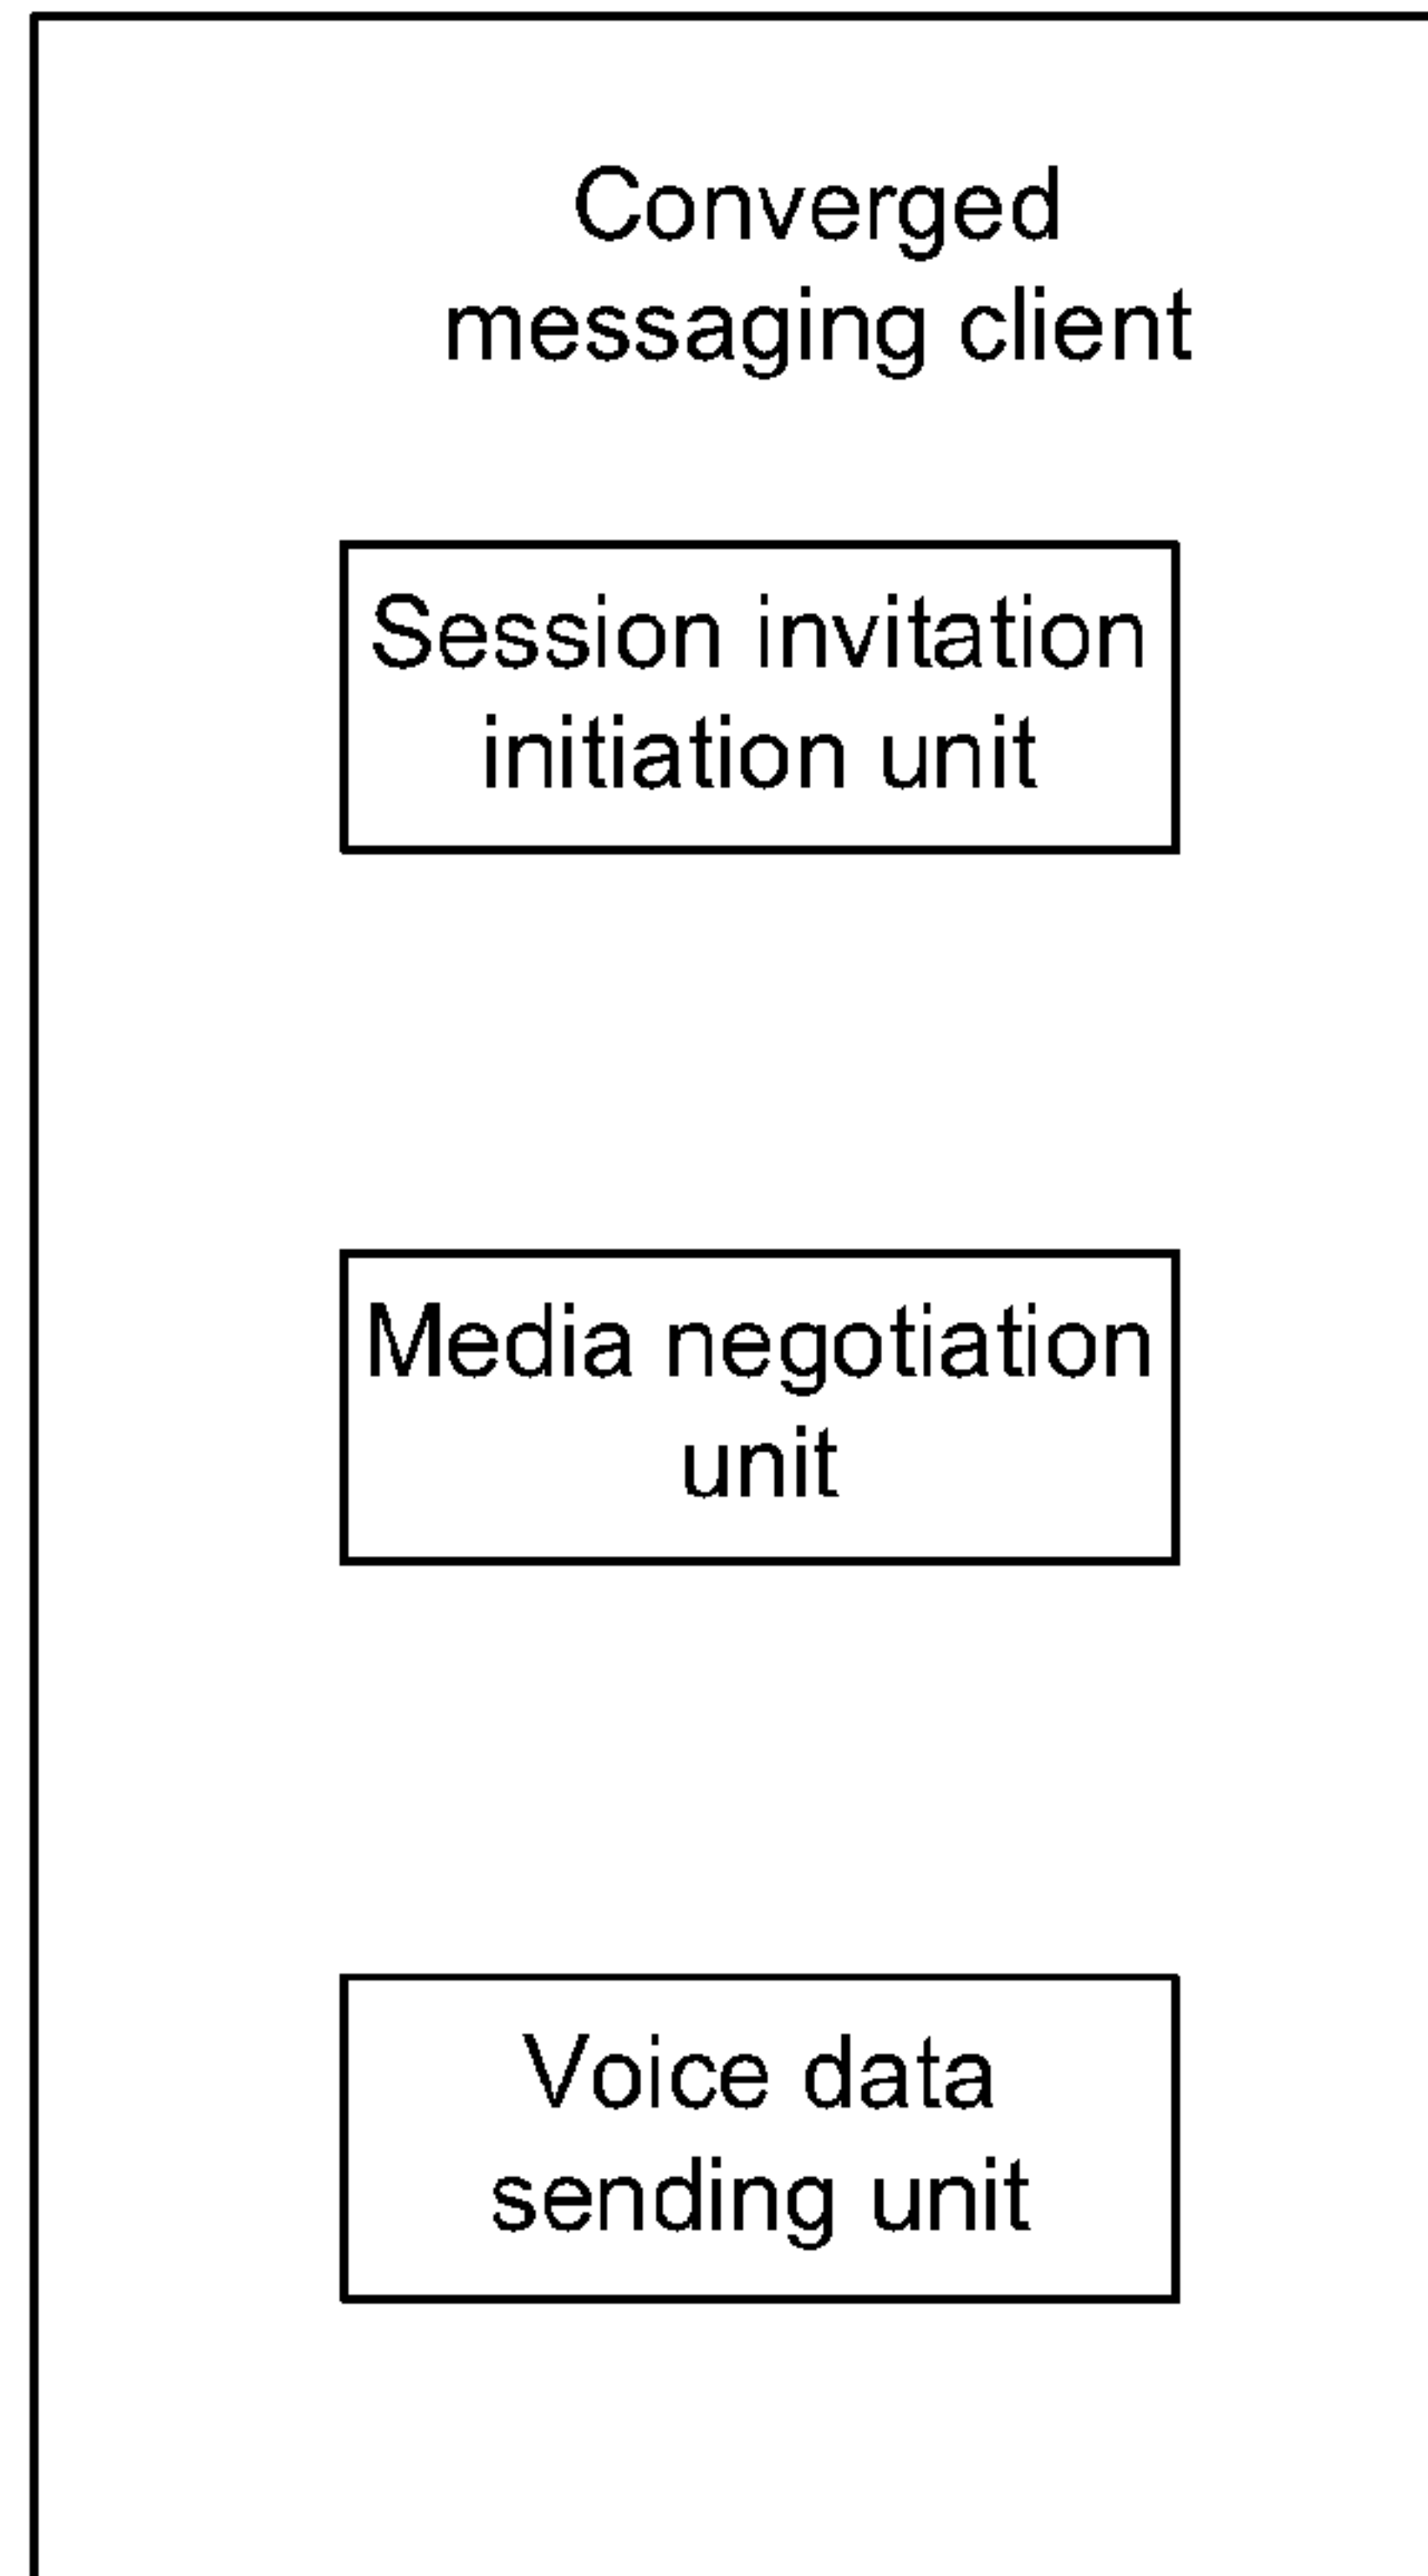 Converged
messaging client
Session invitation
initiation unit
Media negotiation
unit
Voice data
sending unit